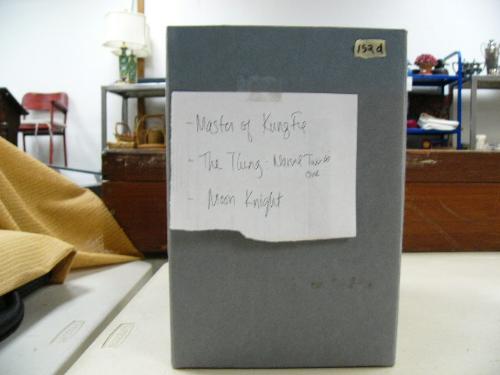 152d
- Master of Kung Fu
- The Thing - Marvel Two in
One
- Moon Knight